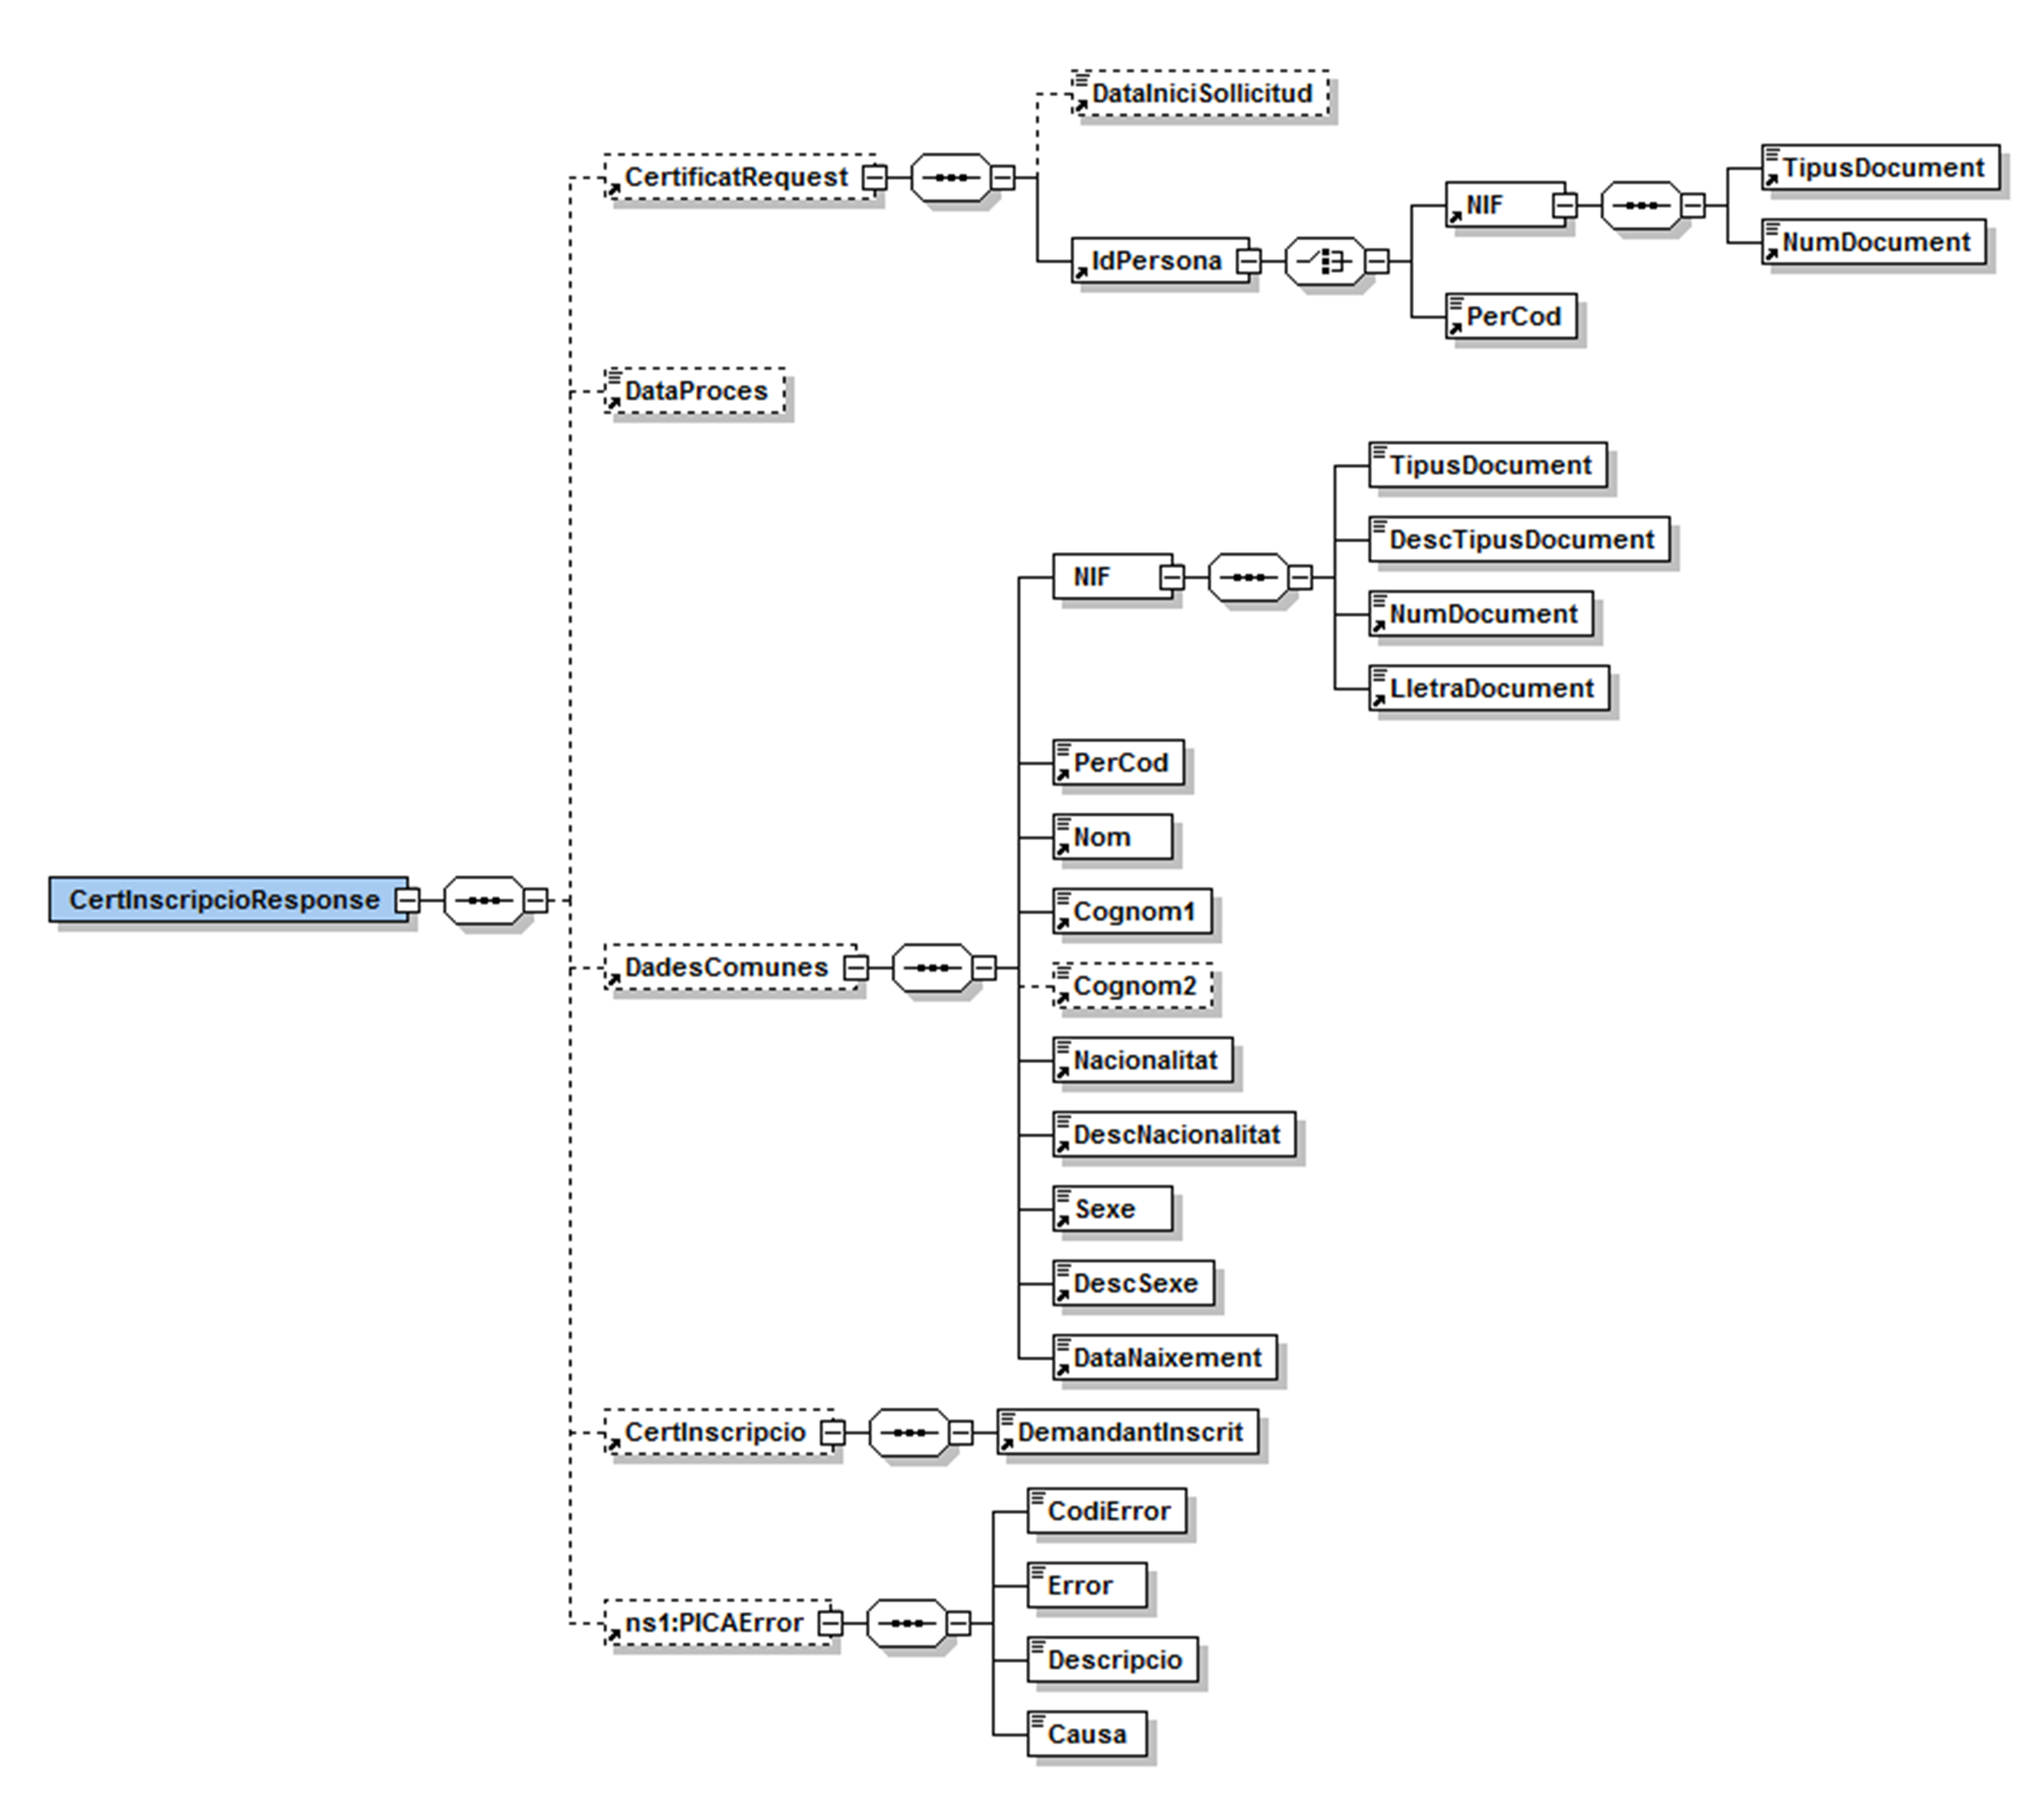 DataIniciSollicitud
CertificatRequest
TipusDocument
NIF
NumDocument
IdPersona
PerCod
DataProces
TipusDocument
DescTipusDocument
NIF
NumDocument
LletraDocument
PerCod
Nom
CertInscripcioResponse
Cognom1
DadesComunes
Cognom2
Nacionalitat
DescNacionalitat
Sexe
DescSexe
DataNaixement
CertInscripcio
DemandantInscrit
CodiError
Error
ns1:PICAError
Descripcio
Causa